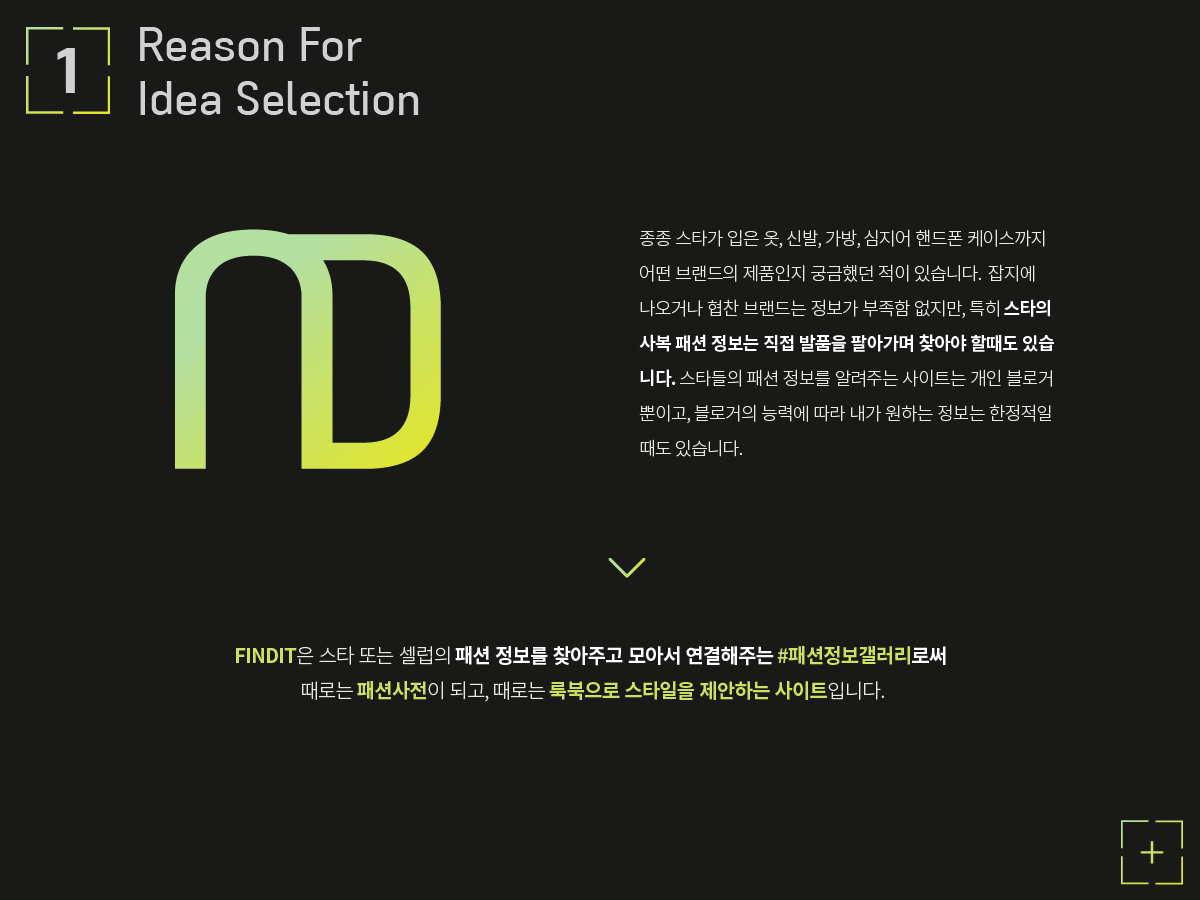 1
Reason For
Idea Selection
종종 스타가 입은 옷, 신발, 가방, 심지어 핸드폰 케이스까지
어떤 브랜드의 제품인지 궁금했던 적이 있습니다. 잡지에
나오거나 협찬 브랜드는 정보가 부족함 없지만, 특히 스타의
사복 패션 정보는 직접 발품을 팔아가며 찾아야 할때도 있습
니다. 스타들의 패션 정보를 알려주는 사이트는 개인 블로거
뿐이고, 블로거의 능력에 따라 내가 원하는 정보는 한정적일
때도 있습니다.
FINDIT은 스타 또는 셀럽의 패션 정보를 찾아주고 모아서 연결해주는 #패션정보갤러리로써
때로는 패션사전이 되고, 때로는 룩북으로 스타일을 제안하는 사이트입니다.